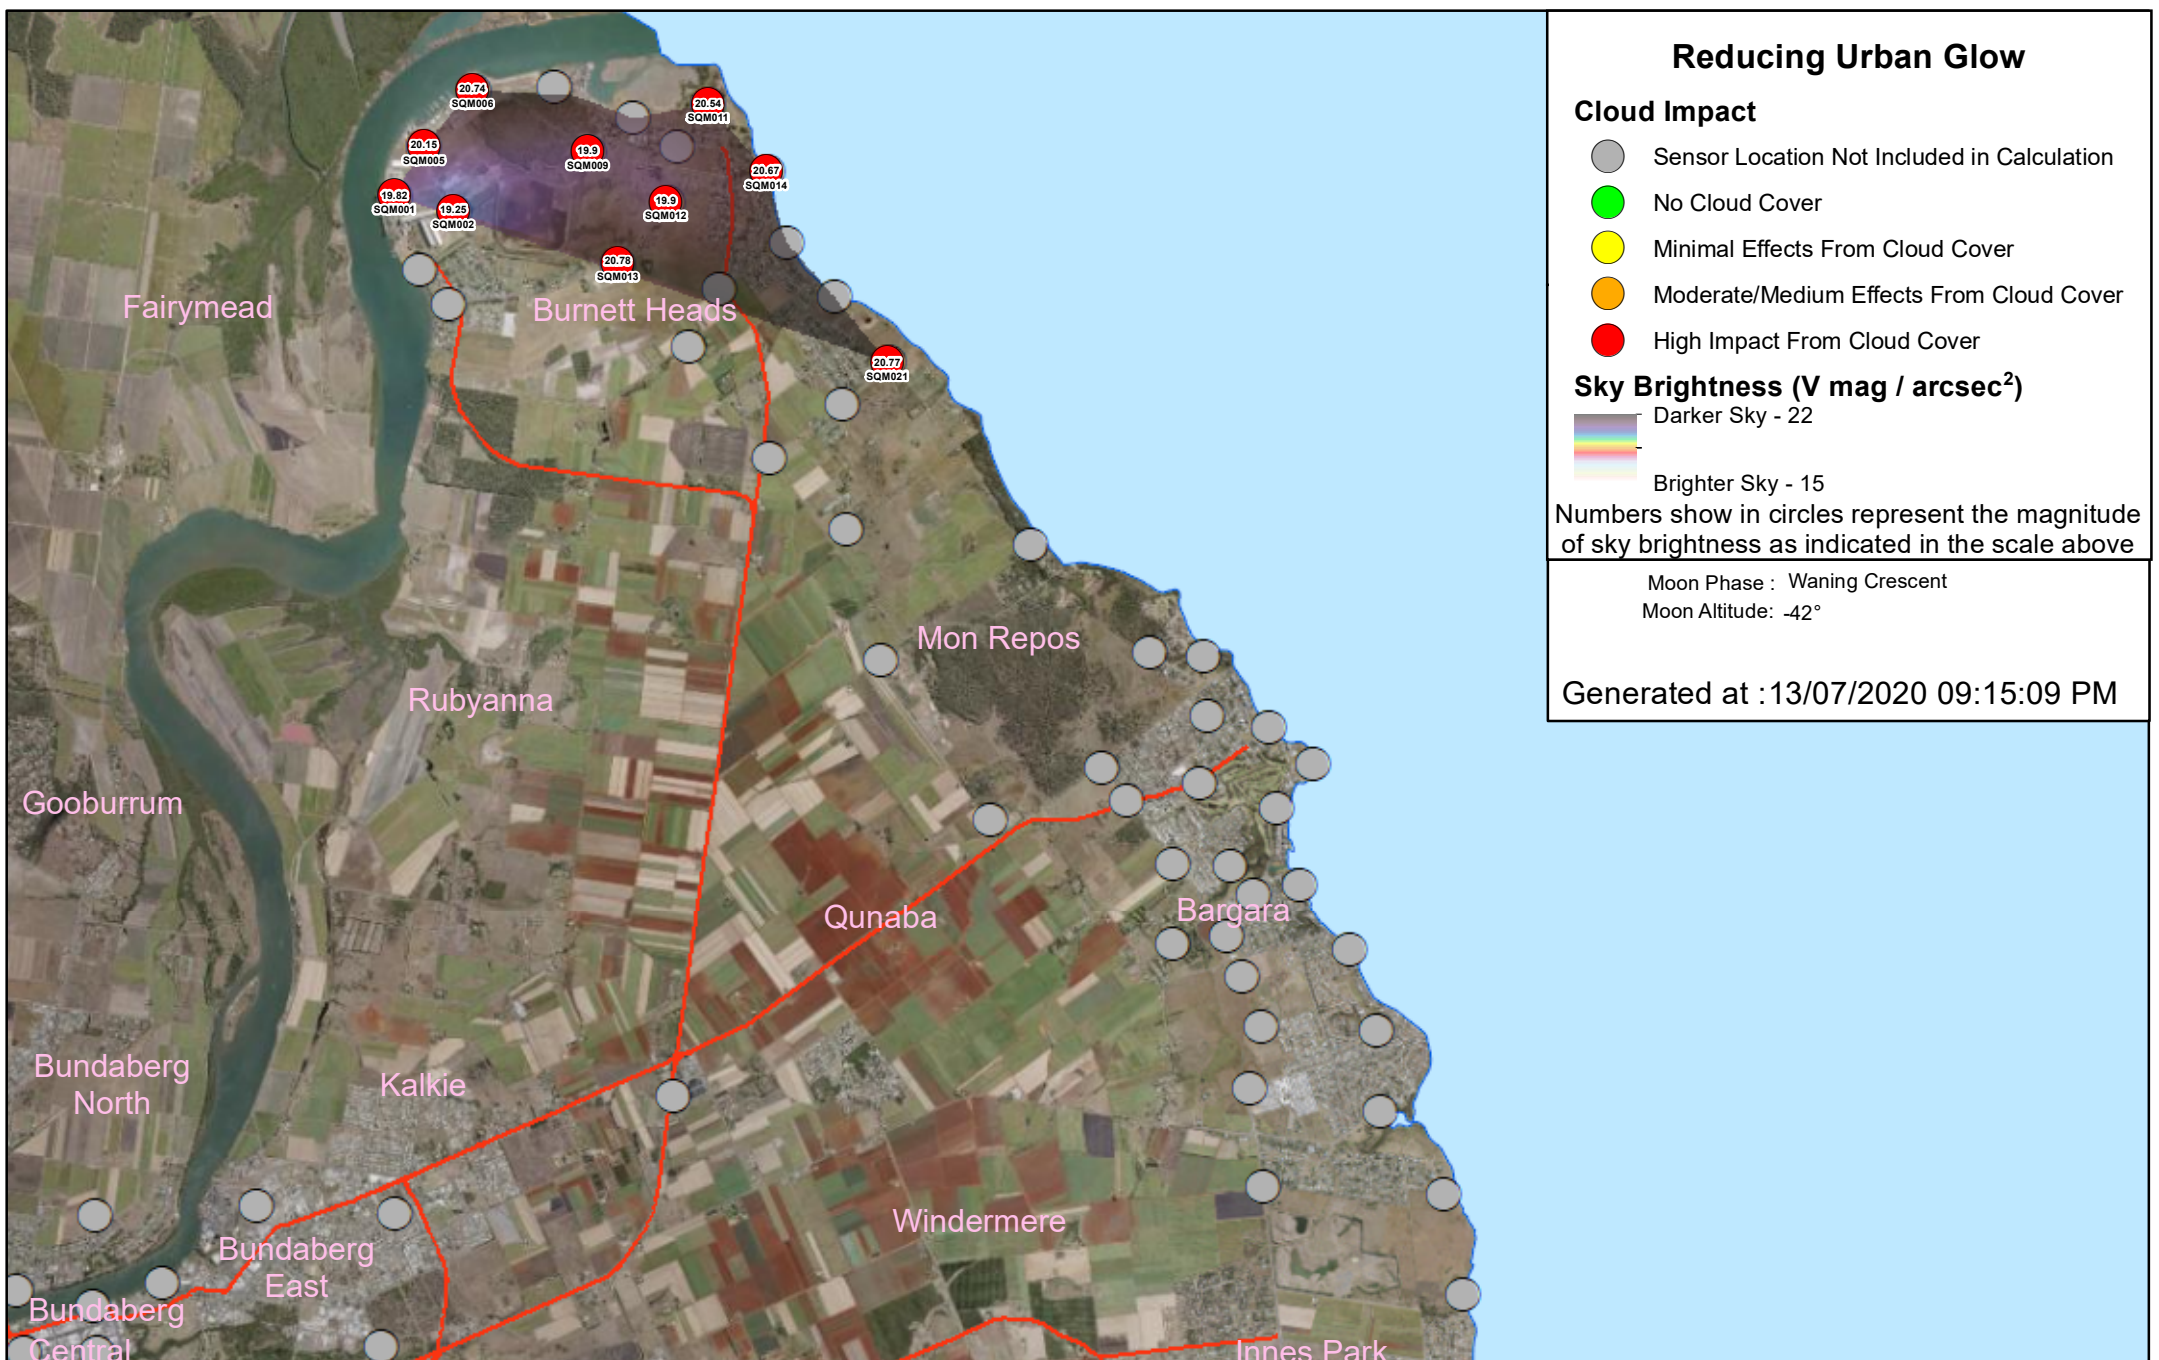 Reducing Urban Glow
Cloud Impact
Sensor Location Not Included in Calculation
No Cloud Cover
Minimal Effects From Cloud Cover
Moderate/Medium Effects From Cloud Cover
High Impact From Cloud Cover
Sky Brightness (V mag / arcsec²)
Darker Sky - 22
Brighter Sky - 15
Numbers show in circles represent the magnitude
of sky brightness as indicated in the scale above
Moon Phase : Waning Crescent
Moon Altitude: -42°
Generated at :13/07/2020 09:15:09 PM
20.74
SQM006
20.54
SQM011
20.15
SQM005
19.9
SQM009
20.67
SQM014
19.82
SQM001
19.25
SQM002
19.9
SQM012
20.78
SQM013
20.77
SQM021
Fairymead
Burnett Heads
Mon Repos
Rubyanna
Gooburrum
Qunaba
Bargara
Bundaberg
North
Kalkie
Windermere
Bundaberg
East
Bundaberg
Central
Innes Park